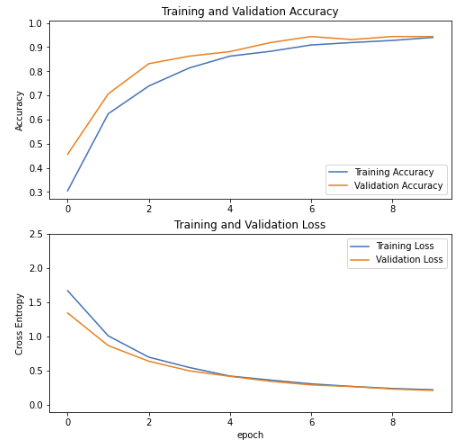 Training and Validation Accuracy
1.0
0.9
0.8
0.7
0.6
0.5
0.4
0.3
Accuracy
Training Accuracy
Validation Accuracy
0 2 4 6 8
Training and Validation Loss
2.5
2.0
1.5
1.0
0.5
0.0
Cross Entropy
Training Loss
Validation Loss
0 2 4 6 8
epoch